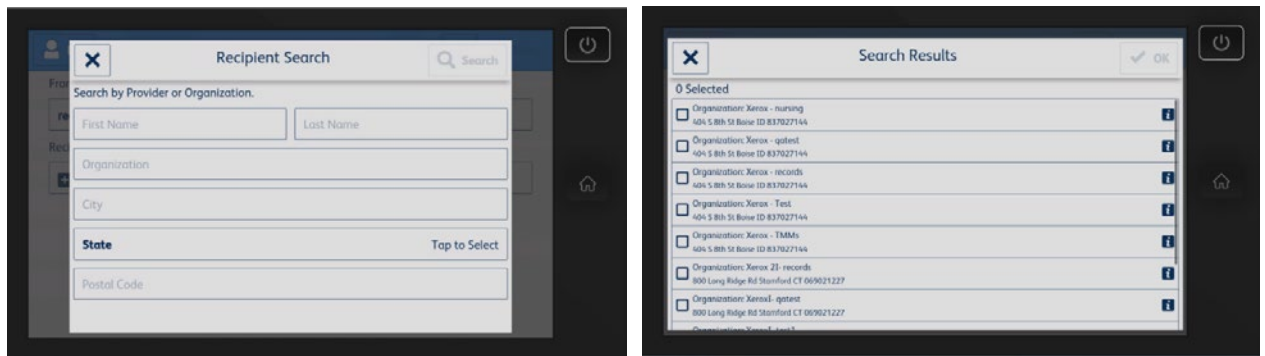 Recipient Search
Search
From
re
Search by Provider or Organization.
First Name
Last Name
Organization
City
State
Tap to Select
Postal Code
Search Results
OK
0 Selected
Organization: Xerox - nursing
404 S 8th St Boise ID 837027144
Organization: Xerox - qatest
404 S 8th St Boise ID 837027144
Organization: Xerox - records
404 S 8th St Boise ID 837027144
Organization: Xerox - Test
404 S 8th St Boise ID 837027144
Organization: Xerox - TMMs
404 S 8th St Boise ID 837027144
Organization: Xerox 2I- records
800 Long Ridge Rd Stamford CT 069021227
Organization: XeroxI- qatest
800 Long Ridge Rd Stamford CT 069021227